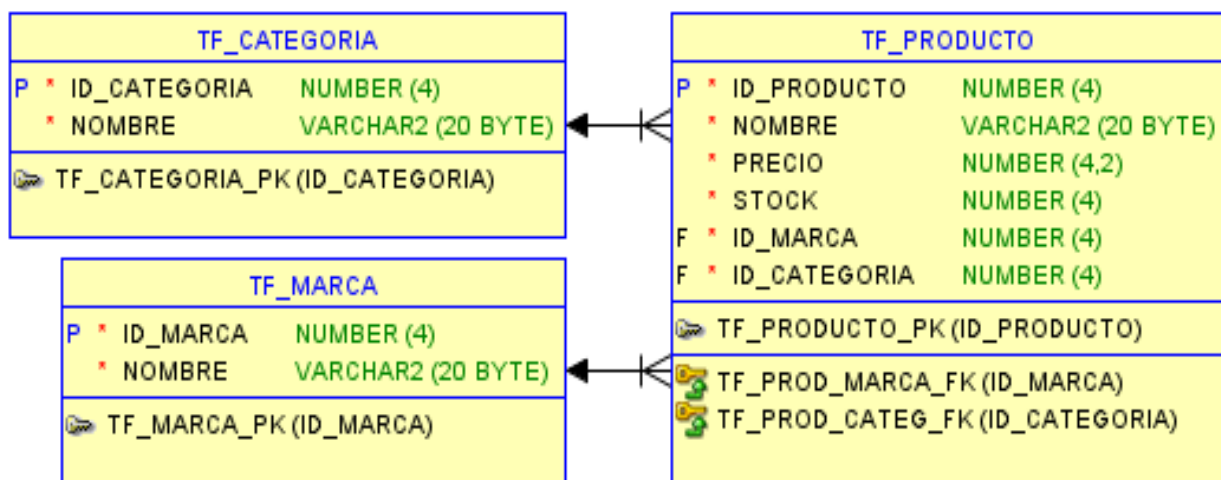 TF_CATEGORIA
P * ID_CATEGORIA NUMBER (4)
* NOMBRE VARCHAR2 (20 BYTE)
TF_CATEGORIA_PK (ID_CATEGORIA)
TF_MARCA
P * ID_MARCA NUMBER (4)
* NOMBRE VARCHAR2 (20 BYTE)
TF_MARCA_PK (ID_MARCA)
TF_PRODUCTO
P * ID_PRODUCTO NUMBER (4)
* NOMBRE VARCHAR2 (20 BYTE)
* PRECIO NUMBER (4,2)
* STOCK NUMBER (4)
F * ID_MARCA NUMBER (4)
F * ID_CATEGORIA NUMBER (4)
TF_PRODUCTO_PK (ID_PRODUCTO)
TF_PROD_MARCA_FK (ID_MARCA)
TF_PROD_CATEG_FK (ID_CATEGORIA)